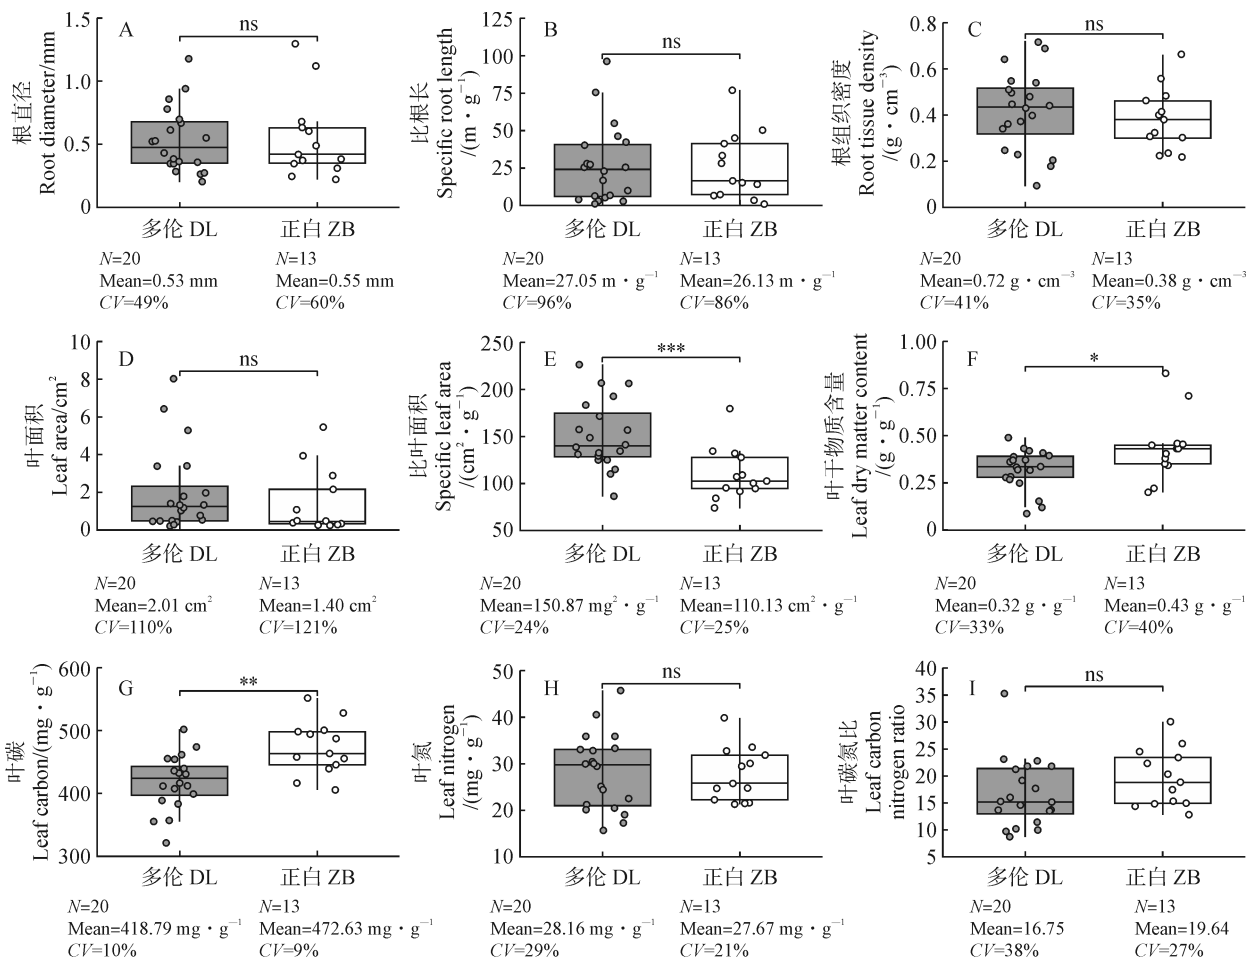 A
ns
根直径
Root diameter/mm
1.5
1.0
0.5
0
多伦 DL
正白 ZB
N=20
Mean=0.53 mm
CV=49%
N=13
Mean=0.55 mm
CV=60%
B
ns
比根长
Specific root length
/(m·g⁻¹)
125
100
75
50
25
0
多伦 DL
正白 ZB
N=20
Mean=27.05 m·g⁻¹
CV=96%
N=13
Mean=26.13 m·g⁻¹
CV=86%
C
ns
根组织密度
Root tissue density
/(g·cm⁻³)
0.8
0.6
0.4
0.2
0
多伦 DL
正白 ZB
N=20
Mean=0.72 g·cm⁻³
CV=41%
N=13
Mean=0.38 g·cm⁻³
CV=35%
D
ns
叶面积
Leaf area/cm²
10
8
6
4
2
0
多伦 DL
正白 ZB
N=20
Mean=2.01 cm²
CV=110%
N=13
Mean=1.40 cm²
CV=121%
E
***
比叶面积
Specific leaf area
/(cm²·g⁻¹)
250
200
150
100
50
多伦 DL
正白 ZB
N=20
Mean=150.87 mg²·g⁻¹
CV=24%
N=13
Mean=110.13 cm²·g⁻¹
CV=25%
F
*
叶干物质含量
Leaf dry matter content
/(g·g⁻¹)
1.00
0.75
0.50
0.25
0
多伦 DL
正白 ZB
N=20
Mean=0.32 g·g⁻¹
CV=33%
N=13
Mean=0.43 g·g⁻¹
CV=40%
G
**
叶碳
Leaf carbon/(mg·g⁻¹)
600
500
400
300
多伦 DL
正白 ZB
N=20
Mean=418.79 mg·g⁻¹
CV=10%
N=13
Mean=472.63 mg·g⁻¹
CV=9%
H
ns
叶氮
Leaf nitrogen
/(mg·g⁻¹)
50
40
30
20
10
多伦 DL
正白 ZB
N=20
Mean=28.16 mg·g⁻¹
CV=29%
N=13
Mean=27.67 mg·g⁻¹
CV=21%
I
ns
叶碳氮比
Leaf carbon
nitrogen ratio
40
35
30
25
20
15
10
5
多伦 DL
正白 ZB
N=20
Mean=16.75
CV=38%
N=13
Mean=19.64
CV=27%